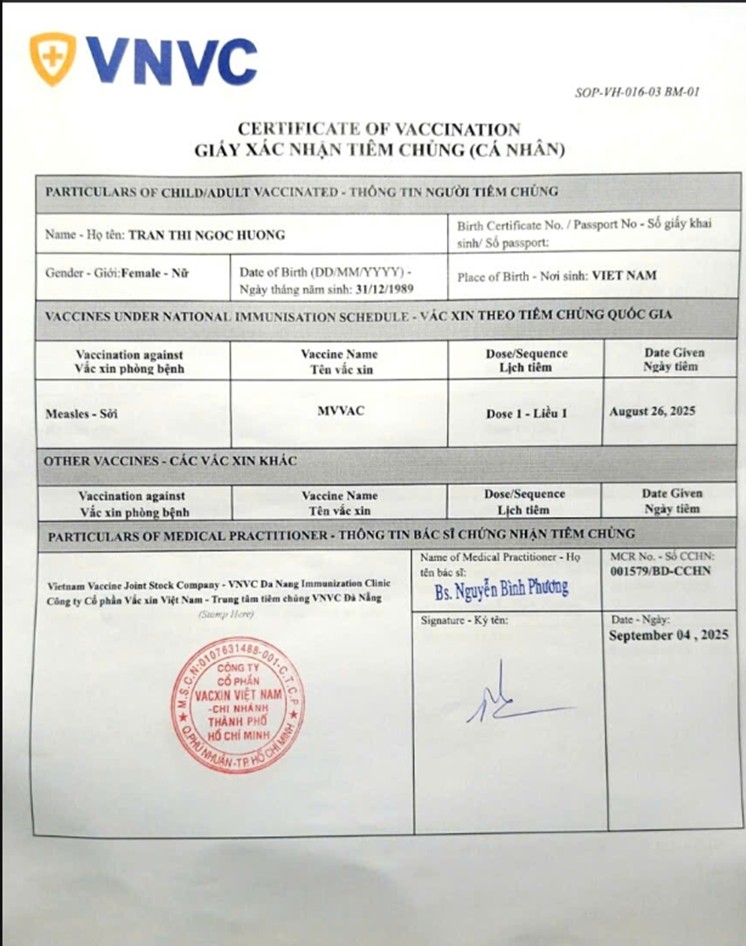 VNVC
SOP-VH-016-03 BM-01
CERTIFICATE OF VACCINATION
GIẤY XÁC NHẬN TIÊM CHỦNG (CÁ NHÂN)
PARTICULARS OF CHILD/ADULT VACCINATED - THÔNG TIN NGƯỜI TIÊM CHỦNG
Name - Họ tên: TRAN THI NGOC HUONG
Birth Certificate No. / Passport No - Số giấy khai
sinh/ Số passport:
Gender - Giới:Female - Nữ
Date of Birth (DD/MM/YYYY) -
Ngày tháng năm sinh: 31/12/1989
Place of Birth - Nơi sinh: VIET NAM
VACCINES UNDER NATIONAL IMMUNISATION SCHEDULE - VẮC XIN THEO TIÊM CHỦNG QUỐC GIA
Vaccination against
Vắc xin phòng bệnh
Vaccine Name
Tên vắc xin
Dose/Sequence
Lịch tiêm
Date Given
Ngày tiêm
Measles - Sởi
MVVAC
Dose 1 - Liều 1
August 26, 2025
OTHER VACCINES - CÁC VẮC XIN KHÁC
Vaccination against
Vắc xin phòng bệnh
Vaccine Name
Tên vắc xin
Dose/Sequence
Lịch tiêm
Date Given
Ngày tiêm
PARTICULARS OF MEDICAL PRACTITIONER - THÔNG TIN BÁC SĨ CHỨNG NHẬN TIÊM CHỦNG
Vietnam Vaccine Joint Stock Company - VNVC Da Nang Immunization Clinic
Công ty Cổ phần Vắc xin Việt Nam - Trung tâm tiêm chủng VNVC Đà Nẵng
(Stamp Here)
M.S.C.N:0107631488-001-C.T.C.P
CÔNG TY
CỔ PHẦN
VACXIN VIỆT NAM
-CHI NHÁNH
THÀNH PHỐ
HỒ CHÍ MINH
Q.PHÚ NHUẬN-TP.HỒ CHÍ MINH
Name of Medical Practitioner - Họ
tên bác sĩ:
Bs. Nguyễn Bình Phương
MCR No. - Số CCHN:
001579/BD-CCHN
Signature - Ký tên:
Date - Ngày:
September 04 , 2025